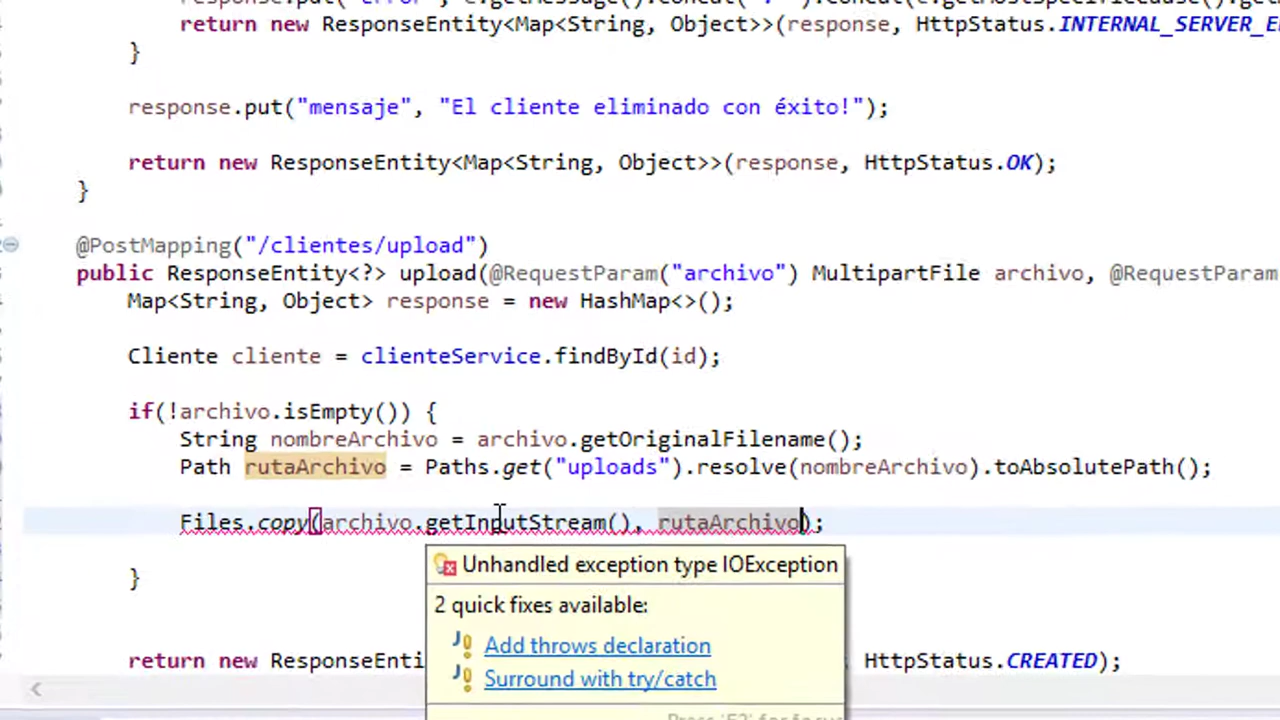 return new ResponseEntity<Map<String, Object>>(response, HttpStatus.INTERNAL_SERVER_E
}
response.put("mensaje", "El cliente eliminado con éxito!");
return new ResponseEntity<Map<String, Object>>(response, HttpStatus.OK);
}
@PostMapping("/clientes/upload")
public ResponseEntity<?> upload(@RequestParam("archivo") MultipartFile archivo, @RequestParam
Map<String, Object> response = new HashMap<>();
Cliente cliente = clienteService.findById(id);
if(!archivo.isEmpty()) {
String nombreArchivo = archivo.getOriginalFilename();
Path rutaArchivo = Paths.get("uploads").resolve(nombreArchivo).toAbsolutePath();
Files.copy(archivo.getInputStream(), rutaArchivo);
Unhandled exception type IOException
}
2 quick fixes available:
Add throws declaration
return new ResponseEnti HttpStatus.CREATED);
Surround with try/catch